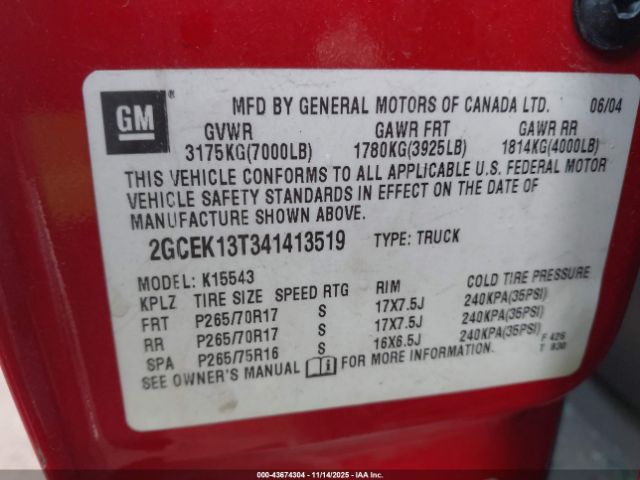 GM ®
MFD BY GENERAL MOTORS OF CANADA LTD. 06/04
GVWR GAWR FRT GAWR RR
3175KG(7000LB) 1780KG(3925LB) 1814KG(4000LB)
THIS VEHICLE CONFORMS TO ALL APPLICABLE U.S. FEDERAL MOTOR
VEHICLE SAFETY STANDARDS IN EFFECT ON THE DATE OF
MANUFACTURE SHOWN ABOVE.
2GCEK13T341413519 TYPE: TRUCK
MODEL: K15543
KPLZ TIRE SIZE SPEED RTG RIM COLD TIRE PRESSURE
FRT P265/70R17 S 17X7.5J 240KPA(35PSI)
RR P265/70R17 S 17X7.5J 240KPA(35PSI)
SPA P265/75R16 S 16X6.5J 240KPA(35PSI)
SEE OWNER'S MANUAL FOR MORE INFORMATION.
F 426
T 830
000-43674304 - 11/14/2025 - IAAI, Inc.